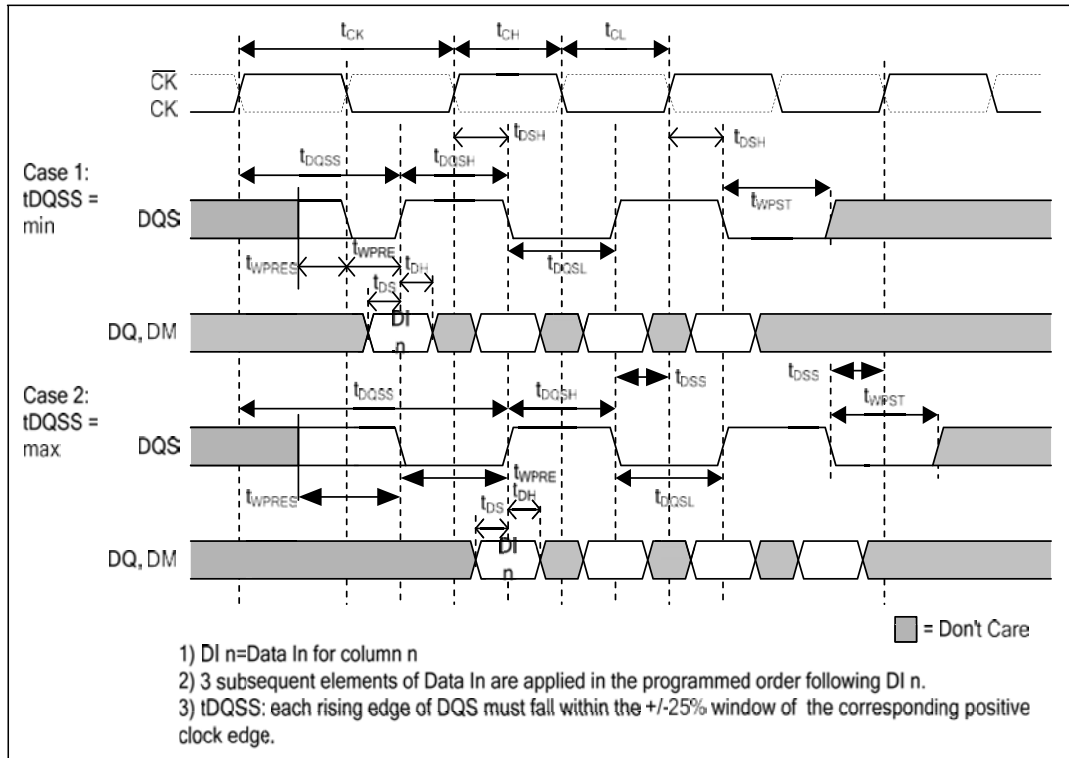 tCK tCH tCL
C̅K̅
CK
tDSH tDSH
Case 1:
tDQSS =
min
tDQSS tDQSH
DQS
tWPST
tWPRES tWPRE tDH tDQSL
tDS
DQ, DM
DI
n
Case 2:
tDQSS =
max
tDQSS tDQSH tDSS tDSS tWPST
DQS
tWPRES tWPRE tDQSL
tDS tDH
DQ, DM
DI
n
= Don't Care
1) DI n=Data In for column n
2) 3 subsequent elements of Data In are applied in the programmed order following DI n.
3) tDQSS: each rising edge of DQS must fall within the +/-25% window of the corresponding positive
clock edge.